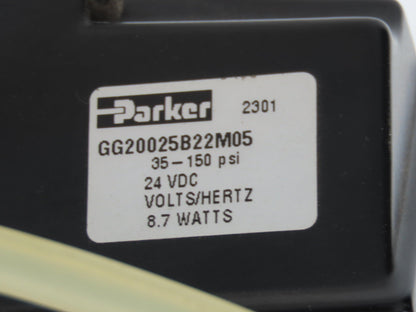 Parker 2301
GG20025B22M05
35-150 psi
24 VDC
VOLTS/HERTZ
8.7 WATTS